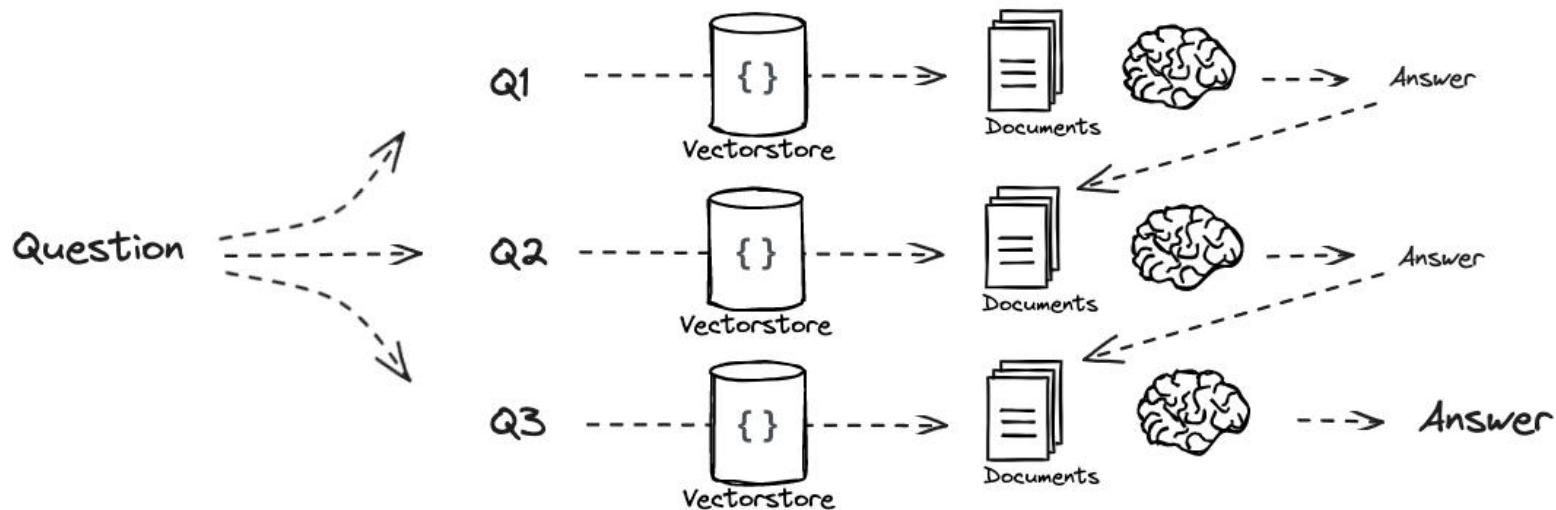 Q1
{ }
Vectorstore
Documents
Answer
Question
Q2
{ }
Vectorstore
Documents
Answer
Q3
{ }
Vectorstore
Documents
Answer